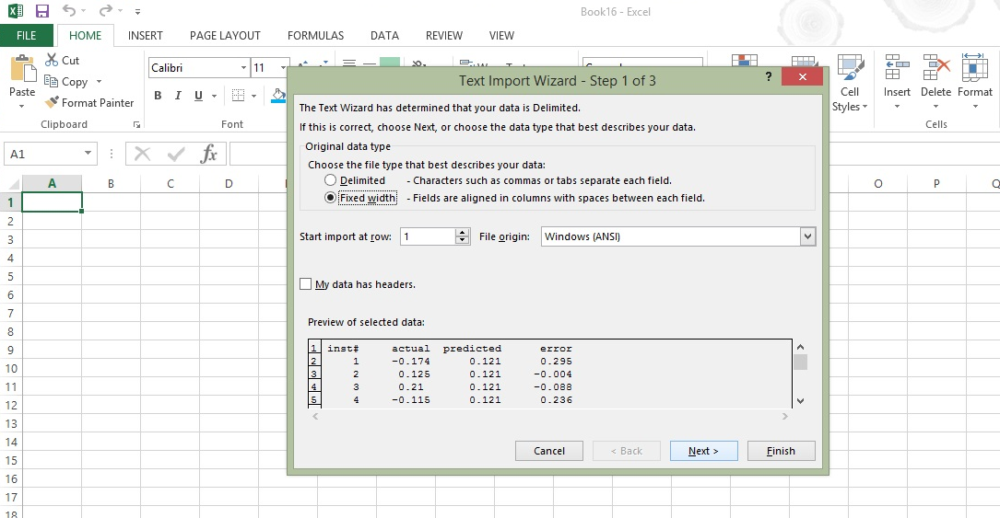 Book16 - Excel
FILE HOME INSERT PAGE LAYOUT FORMULAS DATA REVIEW VIEW
Cut
Copy
Format Painter
Paste
Clipboard
Calibri 11
B I U
Font
Cell Styles
Insert Delete Format
Cells
A1
fx
A B C D O P Q
1
2
3
4
5
6
7
8
9
10
11
12
13
14
15
16
17
18
Text Import Wizard - Step 1 of 3
The Text Wizard has determined that your data is Delimited.
If this is correct, choose Next, or choose the data type that best describes your data.
Original data type
Choose the file type that best describes your data:
Delimited - Characters such as commas or tabs separate each field.
Fixed width - Fields are aligned in columns with spaces between each field.
Start import at row: 1 File origin: Windows (ANSI)
My data has headers.
Preview of selected data:
1 inst# actual predicted error
2 1 -0.174 0.121 0.295
3 2 0.125 0.121 -0.004
4 3 0.21 0.121 -0.088
5 4 -0.115 0.121 0.236
Cancel < Back Next > Finish